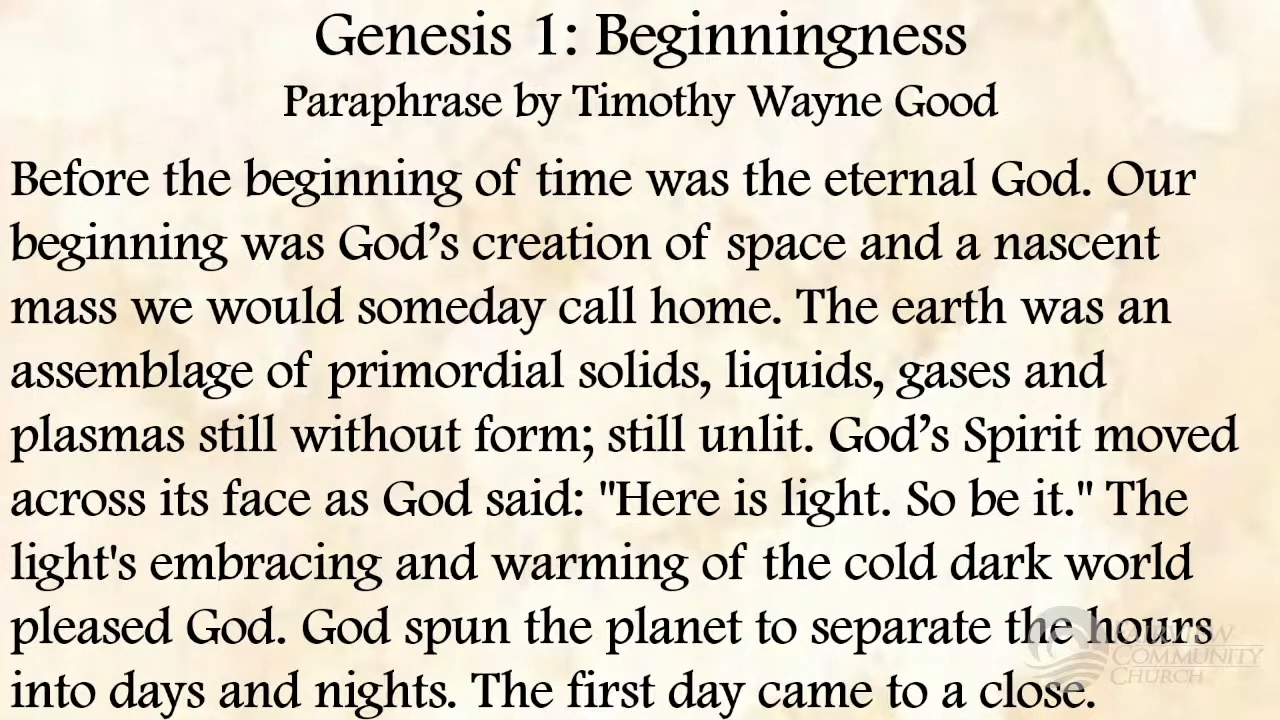 Genesis 1: Beginningness
Paraphrase by Timothy Wayne Good
Before the beginning of time was the eternal God. Our
beginning was God’s creation of space and a nascent
mass we would someday call home. The earth was an
assemblage of primordial solids, liquids, gases and
plasmas still without form; still unlit. God’s Spirit moved
across its face as God said: "Here is light. So be it." The
light's embracing and warming of the cold dark world
pleased God. God spun the planet to separate the hours
into days and nights. The first day came to a close.
Community
Church